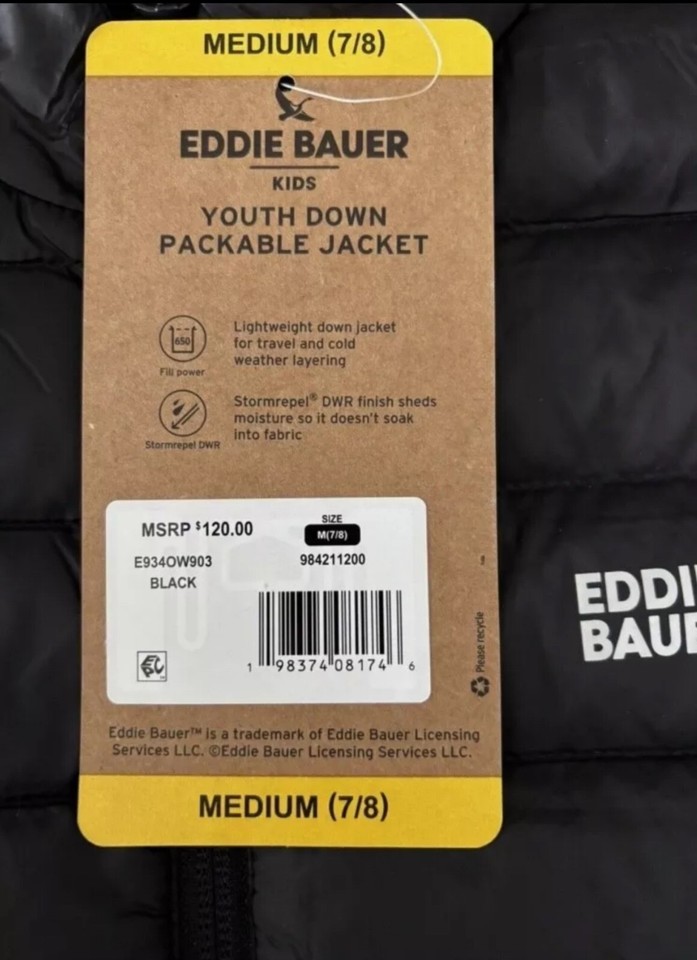 MEDIUM (7/8)
EDDIE BAUER
KIDS
YOUTH DOWN
PACKABLE JACKET
650
Fill power
Lightweight down jacket
for travel and cold
weather layering
Stormrepel DWR
Stormrepel® DWR finish sheds
moisture so it doesn't soak
into fabric
MSRP $120.00
SIZE
M(7/8)
E934OW903
984211200
BLACK
1 98374 08174 6
Please recycle
Eddie Bauer™ is a trademark of Eddie Bauer Licensing
Services LLC. ©Eddie Bauer Licensing Services LLC.
MEDIUM (7/8)
EDDI
BAUE